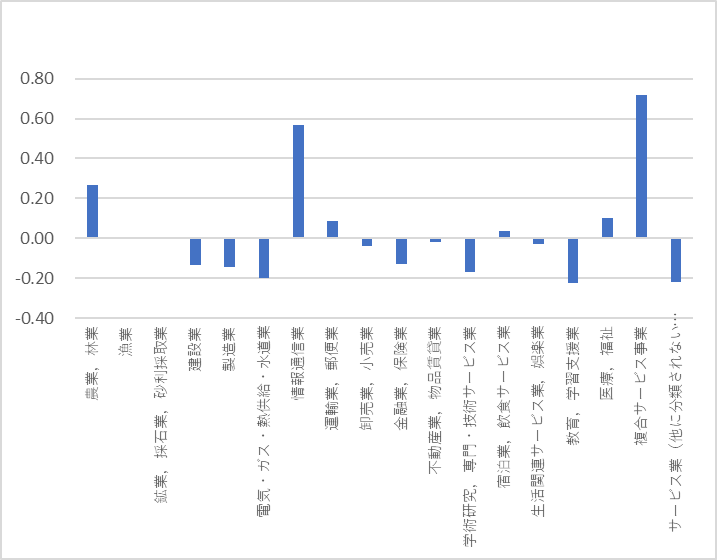 0.80
0.60
0.40
0.20
0.00
-0.20
-0.40
農業，林業
漁業
鉱業，採石業，砂利採取業
建設業
製造業
電気・ガス・熱供給・水道業
情報通信業
運輸業，郵便業
卸売業，小売業
金融業，保険業
不動産業，物品賃貸業
学術研究，専門・技術サービス業
宿泊業，飲食サービス業
生活関連サービス業，娯楽業
教育，学習支援業
医療，福祉
複合サービス事業
サービス業（他に分類されない…